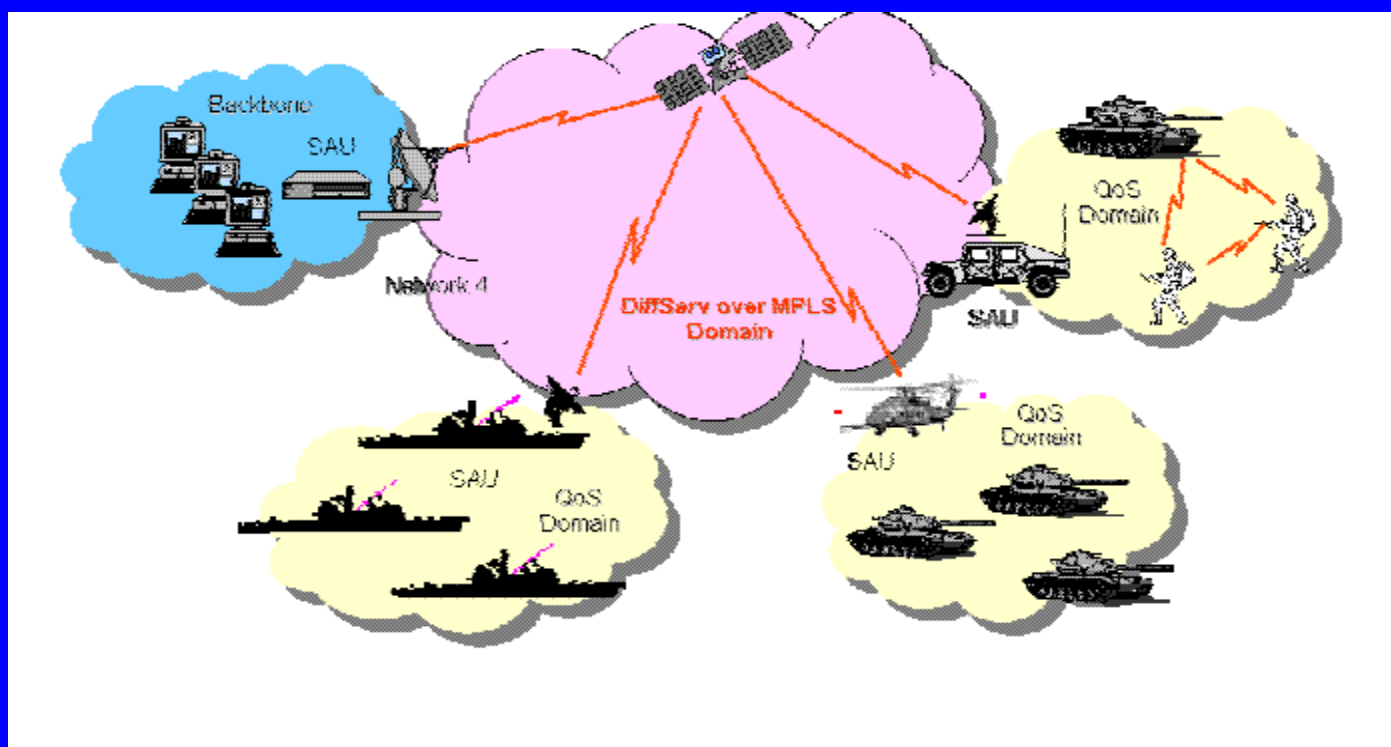 Backbone
SAU
Network 4
DiffServ over MPLS
Domain
QoS
Domain
SAU
SAU
QoS
Domain
SAU
QoS
Domain